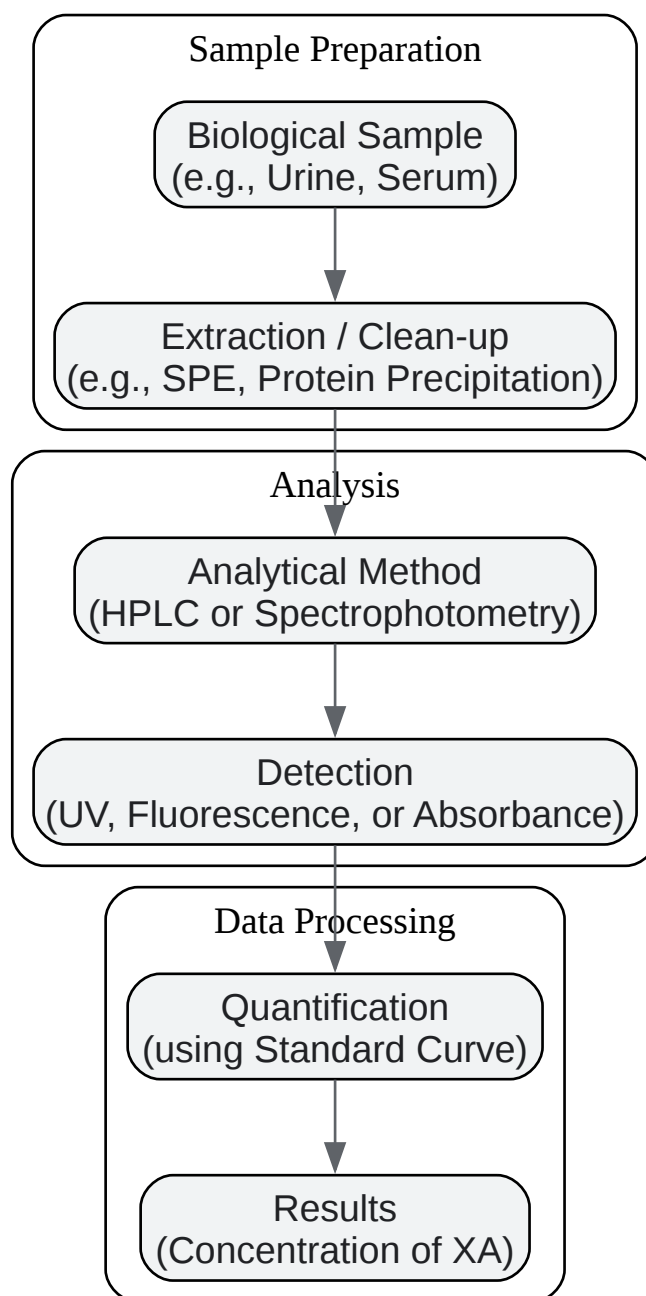 Sample Preparation
Biological Sample
(e.g., Urine, Serum)
Extraction / Clean-up
(e.g., SPE, Protein Precipitation)
Analysis
Analytical Method
(HPLC or Spectrophotometry)
Detection
(UV, Fluorescence, or Absorbance)
Data Processing
Quantification
(using Standard Curve)
Results
(Concentration of XA)